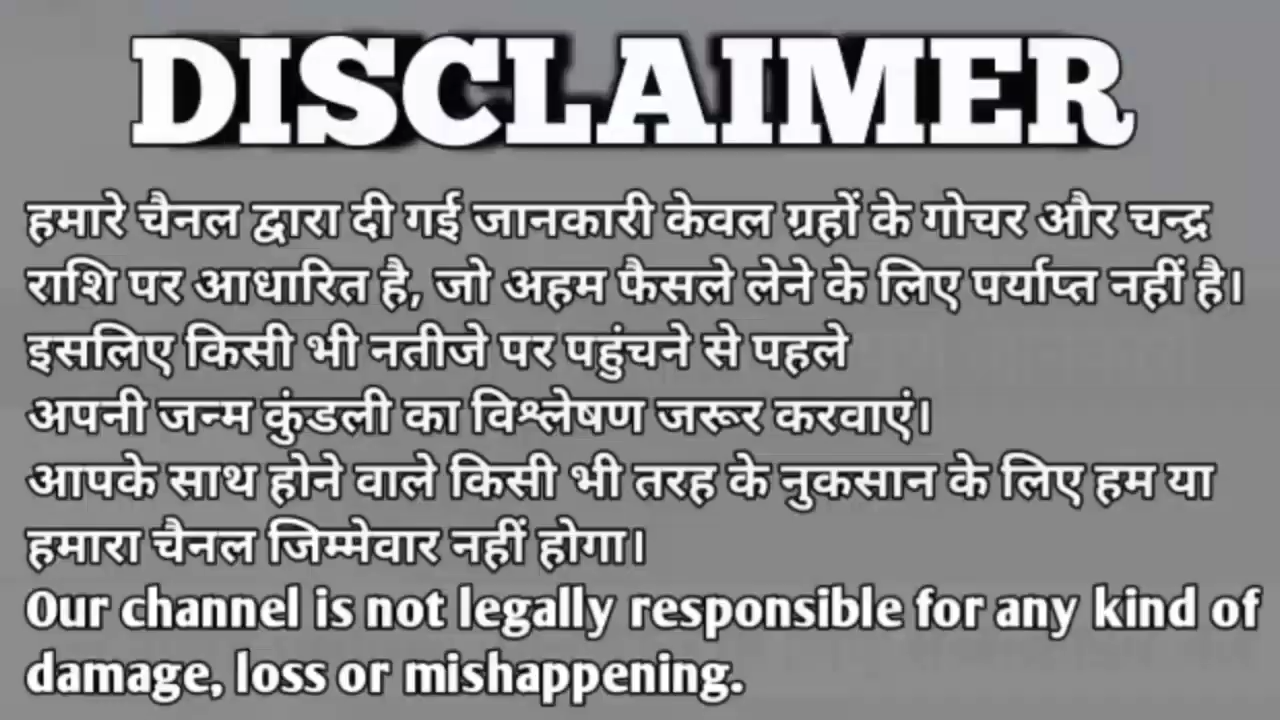 DISCLAIMER
हमारे चैनल द्वारा दी गई जानकारी केवल ग्रहों के गोचर और चन्द्र
राशि पर आधारित है, जो अहम फैसले लेने के लिए पर्याप्त नहीं है।
इसलिए किसी भी नतीजे पर पहुंचने से पहले
अपनी जन्म कुंडली का विश्लेषण जरूर करवाएं।
आपके साथ होने वाले किसी भी तरह के नुकसान के लिए हम या
हमारा चैनल जिम्मेवार नहीं होगा।
Our channel is not legally responsible for any kind of
damage, loss or mishappening.